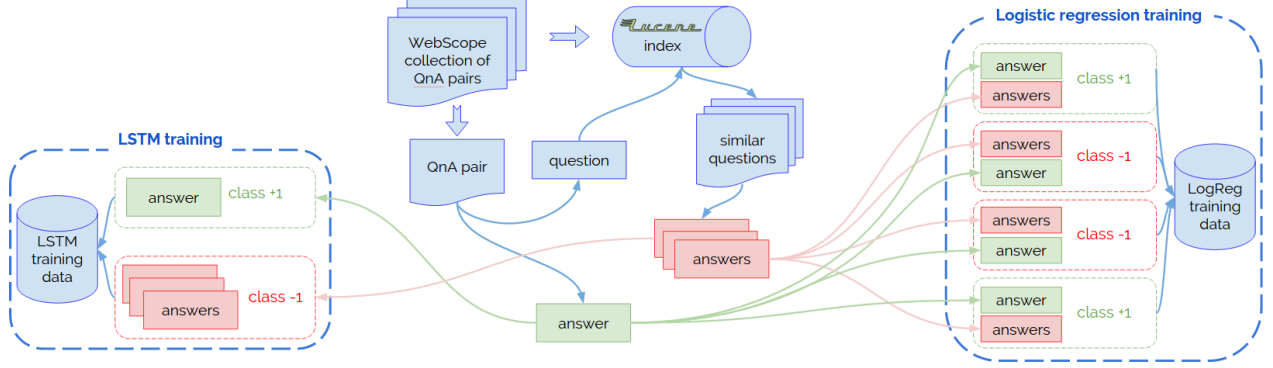 WebScope
collection of
QnA pairs
Lucene
index
Logistic regression training
LSTM training
QnA pair
question
similar
questions
answer
class +1
answers
answers
class -1
answer
answers
class -1
answer
answer
class +1
answers
LogReg
training
data
answer
class +1
LSTM
training
data
answers
class -1
answers
answer